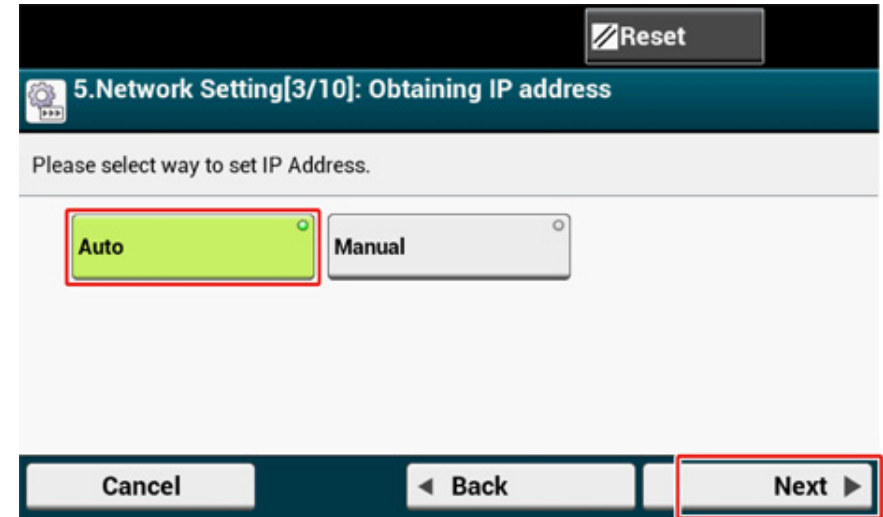 Reset
5.Network Setting[3/10]: Obtaining IP address
Please select way to set IP Address.
Auto
Manual
Cancel
Back
Next